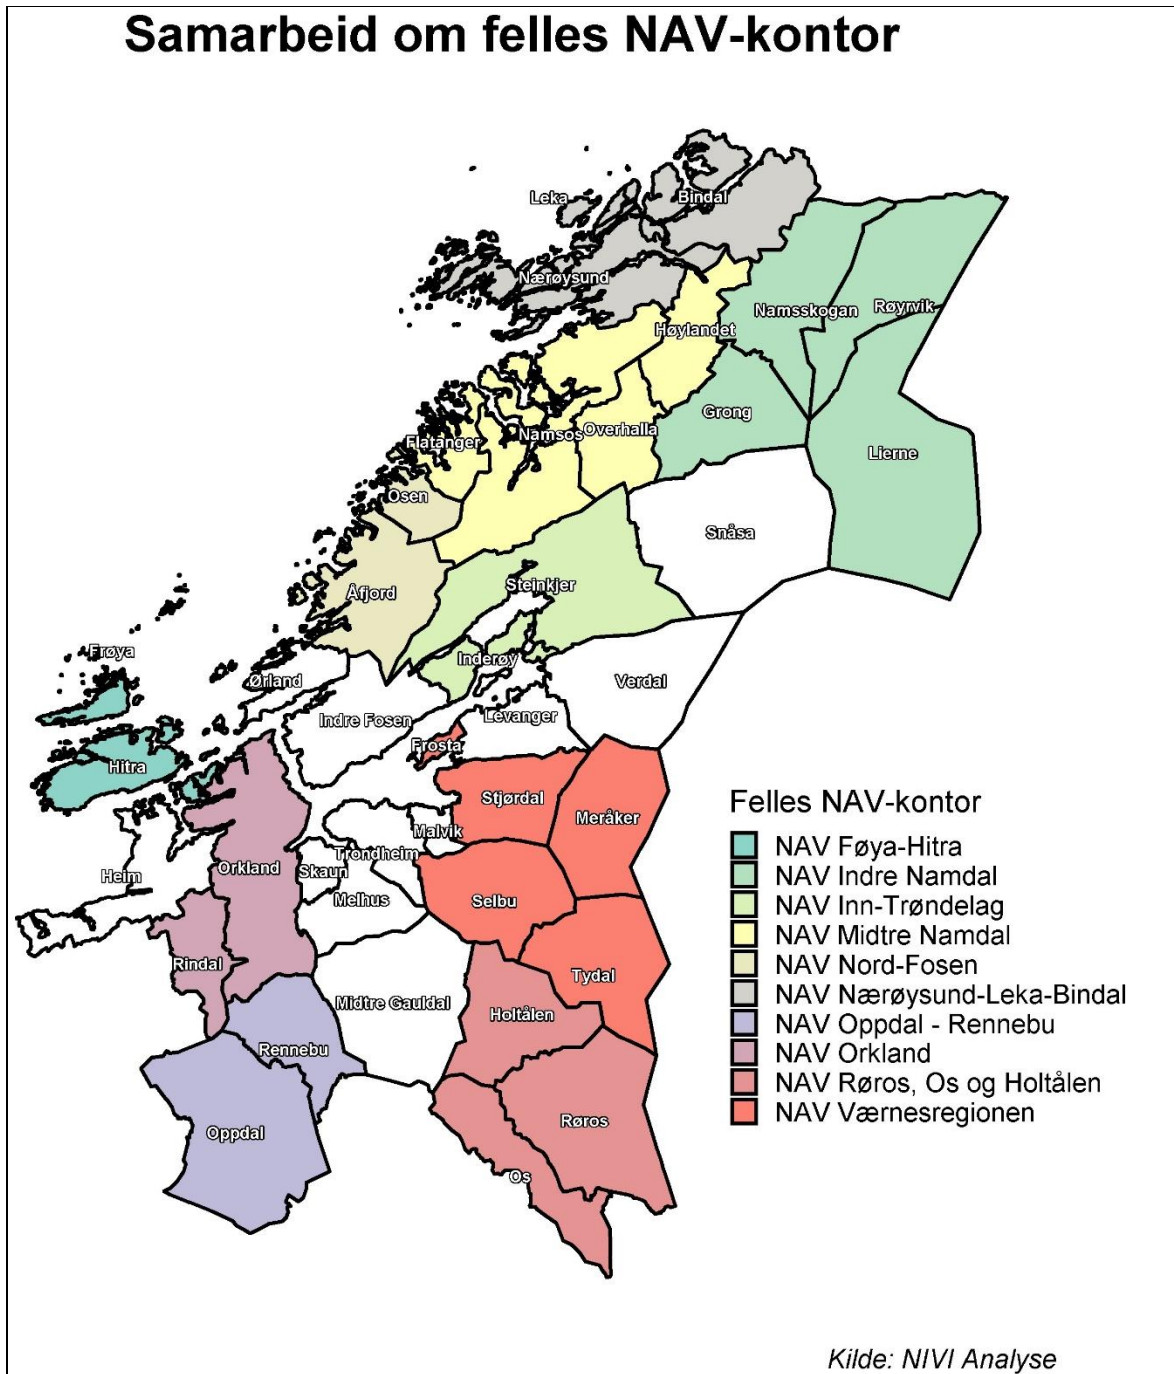 Samarbeid om felles NAV-kontor
Leka
Bindal
Nærøysund
Namsskogan
Røyrvik
Høylandet
Grong
Flatanger
Namsos
Overhalla
Lierne
Osen
Snåsa
Åfjord
Steinkjer
Frøya
Ørland
Inderøy
Verdal
Indre Fosen
Levanger
Frosta
Hitra
Stjørdal
Meråker
Malvik
Trondheim
Heim
Orkland
Skaun
Melhus
Selbu
Rindal
Tydal
Midtre Gauldal
Holtålen
Rennebu
Oppdal
Røros
Os
Felles NAV-kontor
NAV Føya-Hitra
NAV Indre Namdal
NAV Inn-Trøndelag
NAV Midtre Namdal
NAV Nord-Fosen
NAV Nærøysund-Leka-Bindal
NAV Oppdal - Rennebu
NAV Orkland
NAV Røros, Os og Holtålen
NAV Værnesregionen
Kilde: NIVI Analyse